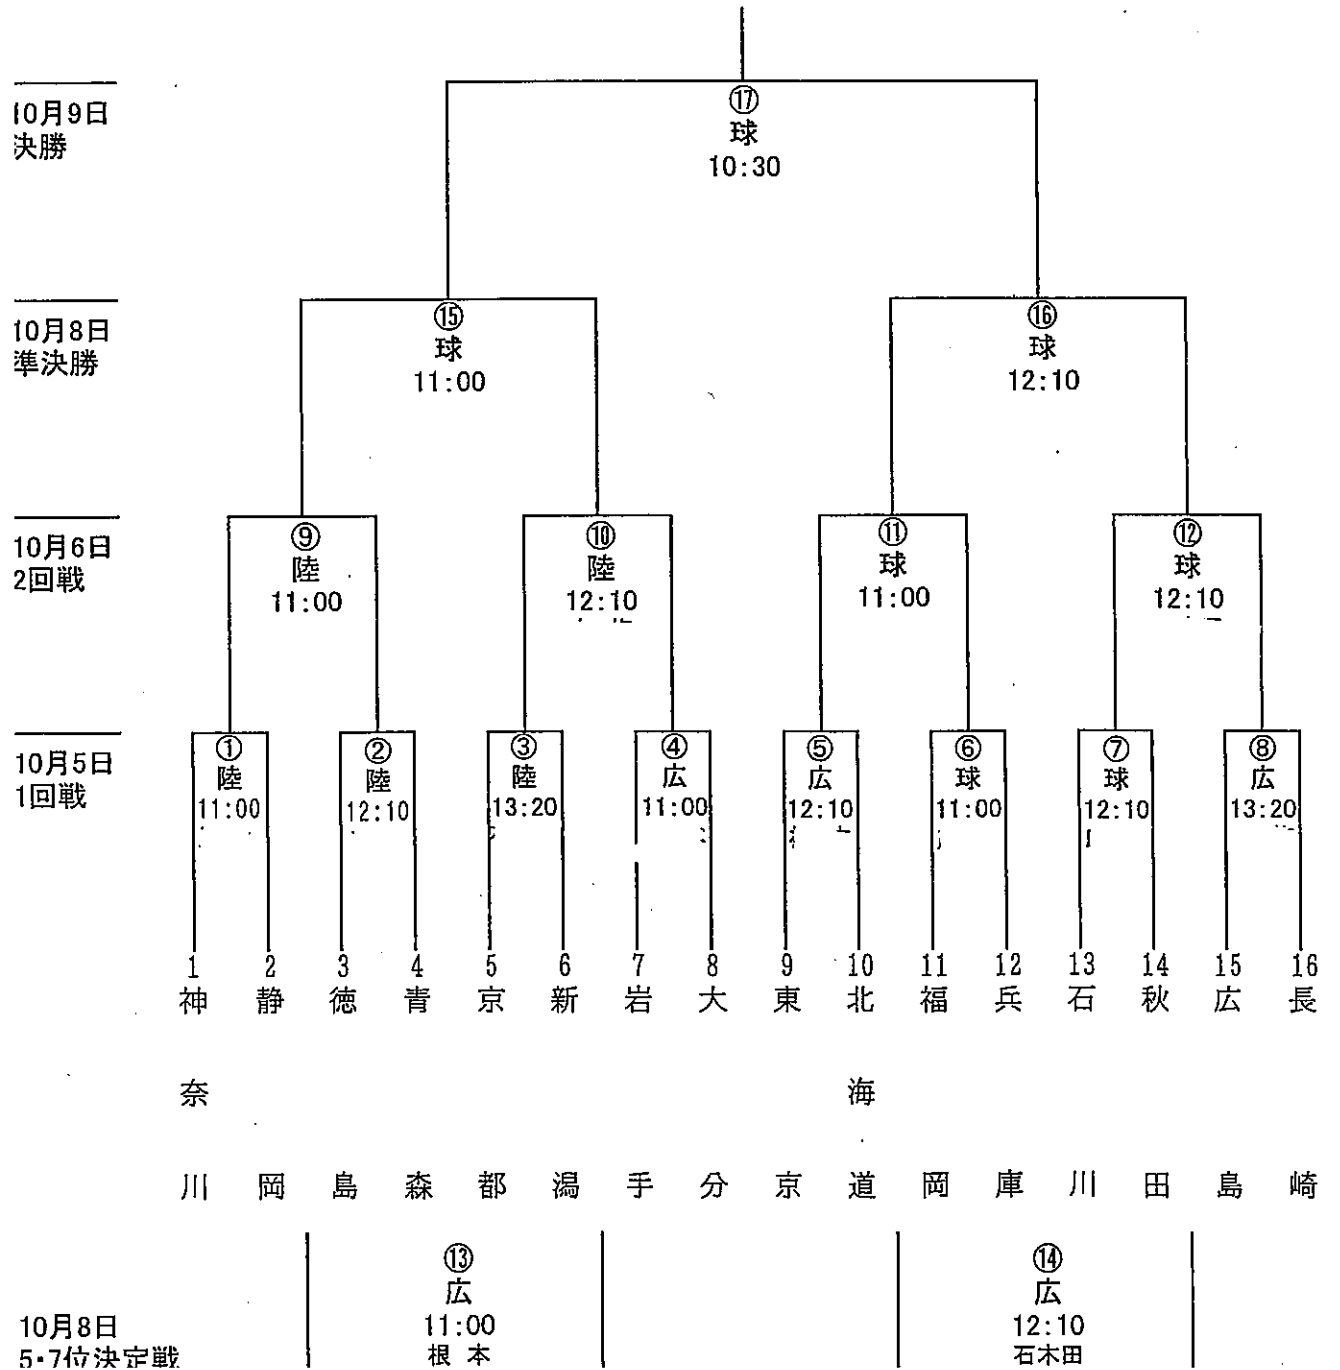 ⑰
10月9日
決勝
球
10:30
⑮
⑯
10月8日
準決勝
球
球
11:00
12:10
⑨
⑩
⑪
⑫
10月6日
2回戦
陸
陸
球
球
11:00
12:10
11:00
12:10
①
②
③
④
⑤
⑥
⑦
⑧
10月5日
1回戦
陸
陸
陸
広
広
球
球
広
11:00
12:10
13:20
11:00
12:10
11:00
12:10
13:20
1 2 3 4 5 6 7 8 9 10 11 12 13 14 15 16
神奈川
静岡
徳島
青森
京都
新潟
岩手
大分
東京
北海道
福岡
兵庫
石川
秋田
広島
長崎
10月8日
5・7位決定戦
⑬
広
11:00
根本
⑭
広
12:10
石木田